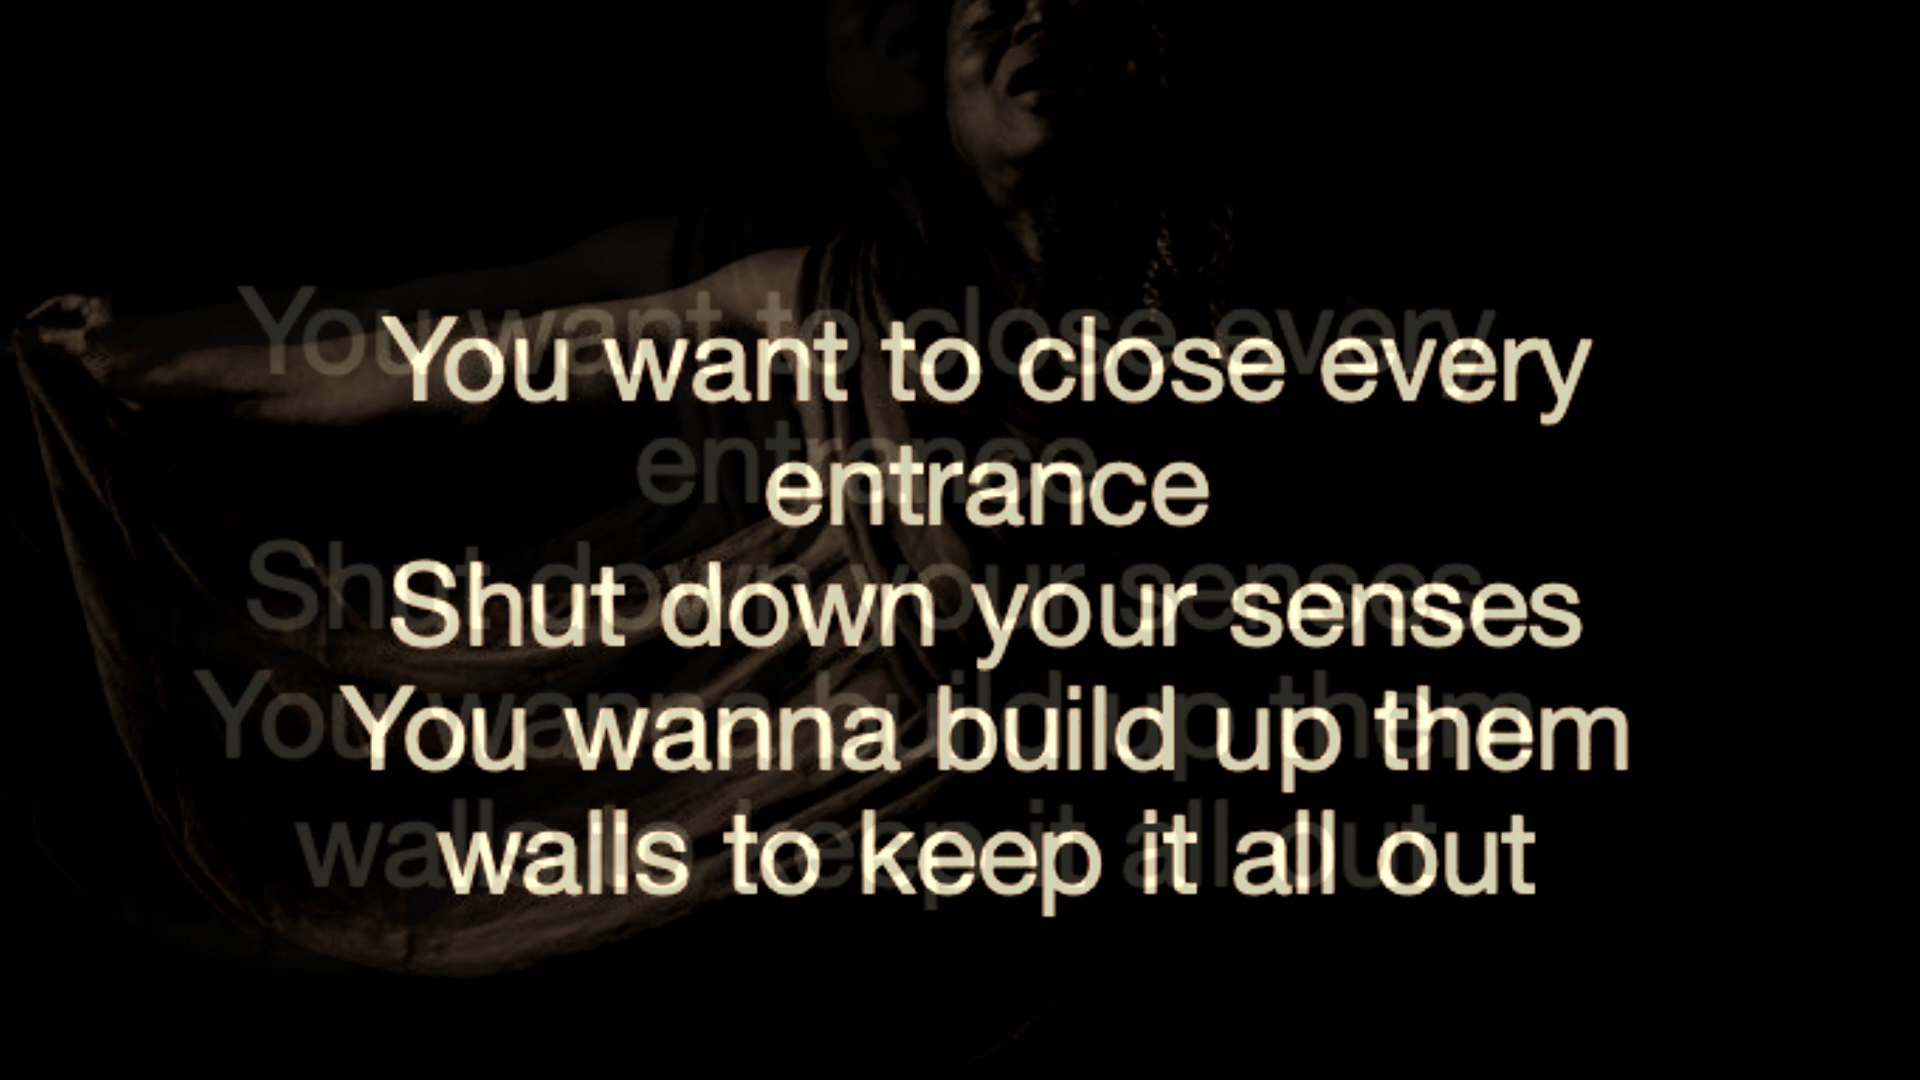 You want to close every
entrance
Shut down your senses
You wanna build up them
walls to keep it all out